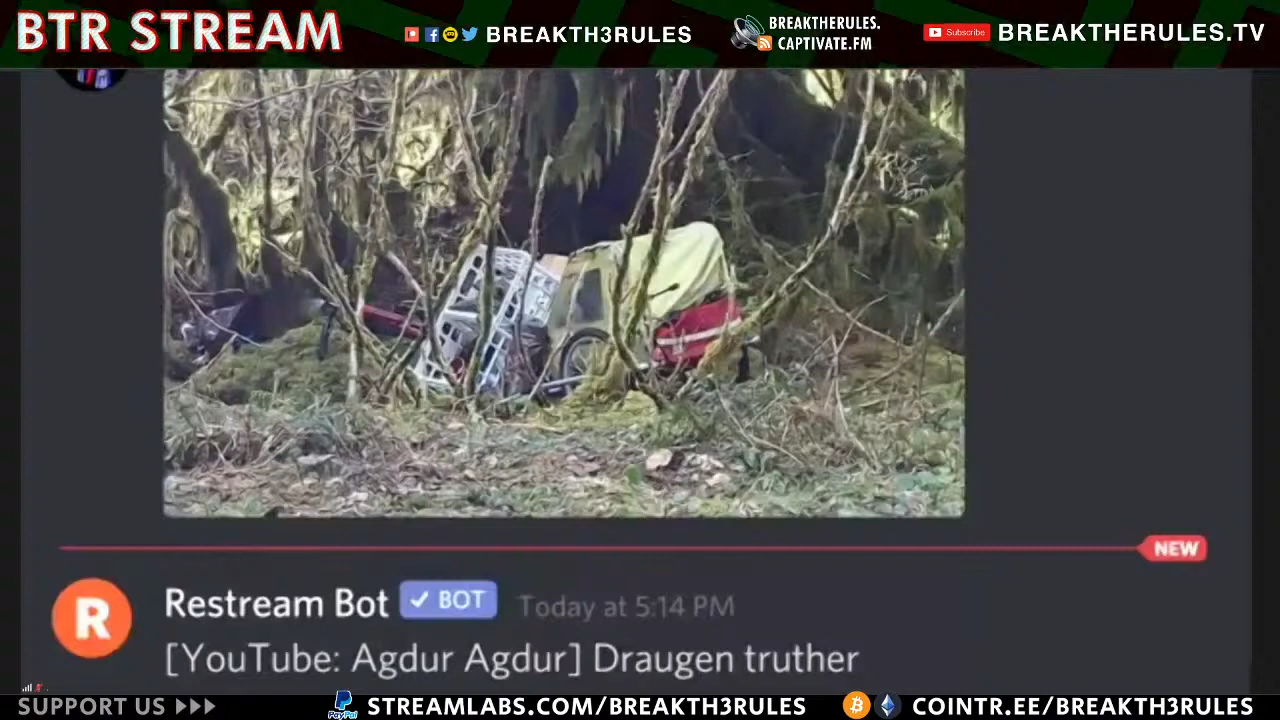 BTR STREAM
BREAKTH3RULES
BREAKTHERULES.
CAPTIVATE.FM
Subscribe
BREAKTHERULES.TV
NEW
R
Restream Bot ✓ BOT Today at 5:14 PM
[YouTube: Agdur Agdur] Draugen truther
SUPPORT US >>>
PayPal
STREAMLABS.COM/BREAKTH3RULES
COINTR.EE/BREAKTH3RULES